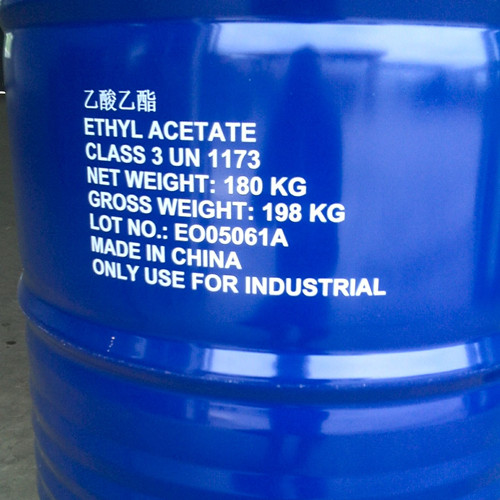 乙酸乙酯
ETHYL ACETATE
CLASS 3 UN 1173
NET WEIGHT: 180 KG
GROSS WEIGHT: 198 KG
LOT NO.: EO05061A
MADE IN CHINA
ONLY USE FOR INDUSTRIAL